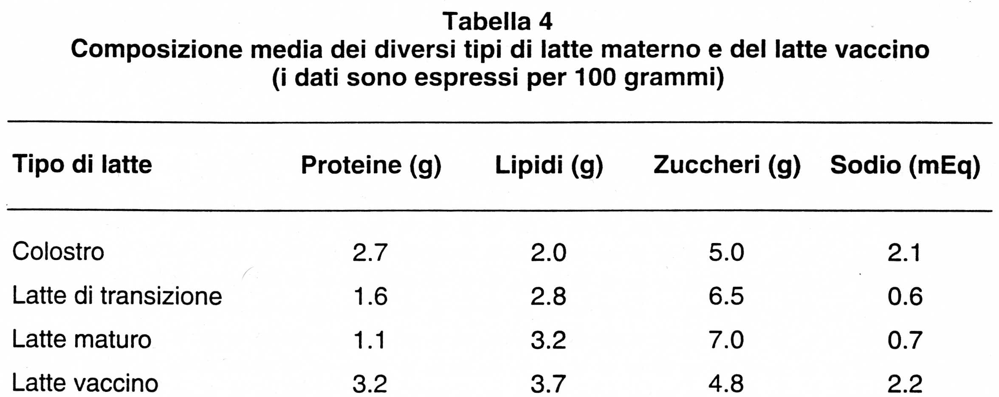 Tabella 4
Composizione media dei diversi tipi di latte materno e del latte vaccino
(i dati sono espressi per 100 grammi)
Tipo di latte Proteine (g) Lipidi (g) Zuccheri (g) Sodio (mEq)
Colostro 2.7 2.0 5.0 2.1
Latte di transizione 1.6 2.8 6.5 0.6
Latte maturo 1.1 3.2 7.0 0.7
Latte vaccino 3.2 3.7 4.8 2.2